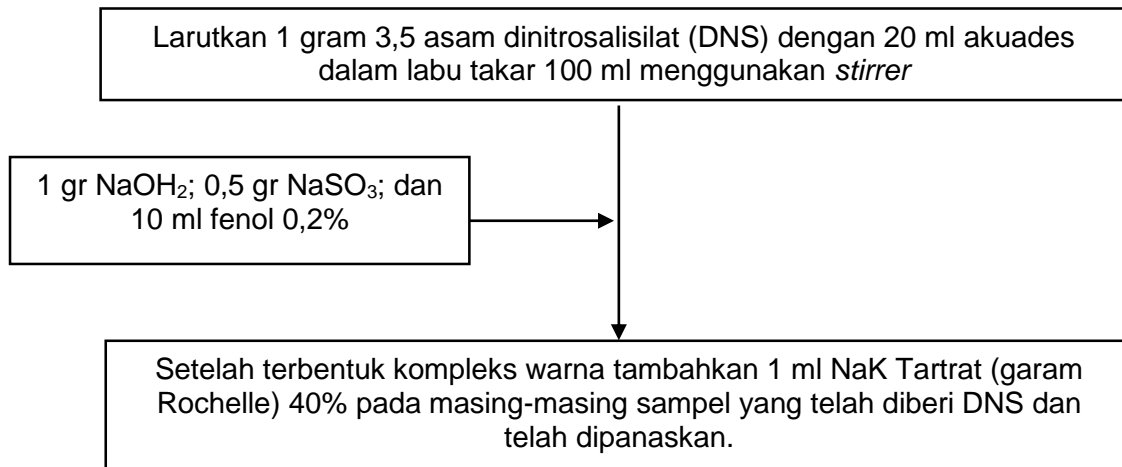 Larutkan 1 gram 3,5 asam dinitrosalisilat (DNS) dengan 20 ml akuades
dalam labu takar 100 ml menggunakan stirrer
1 gr NaOH₂; 0,5 gr NaSO₃; dan
10 ml fenol 0,2%
Setelah terbentuk kompleks warna tambahkan 1 ml NaK Tartrat (garam
Rochelle) 40% pada masing-masing sampel yang telah diberi DNS dan
telah dipanaskan.